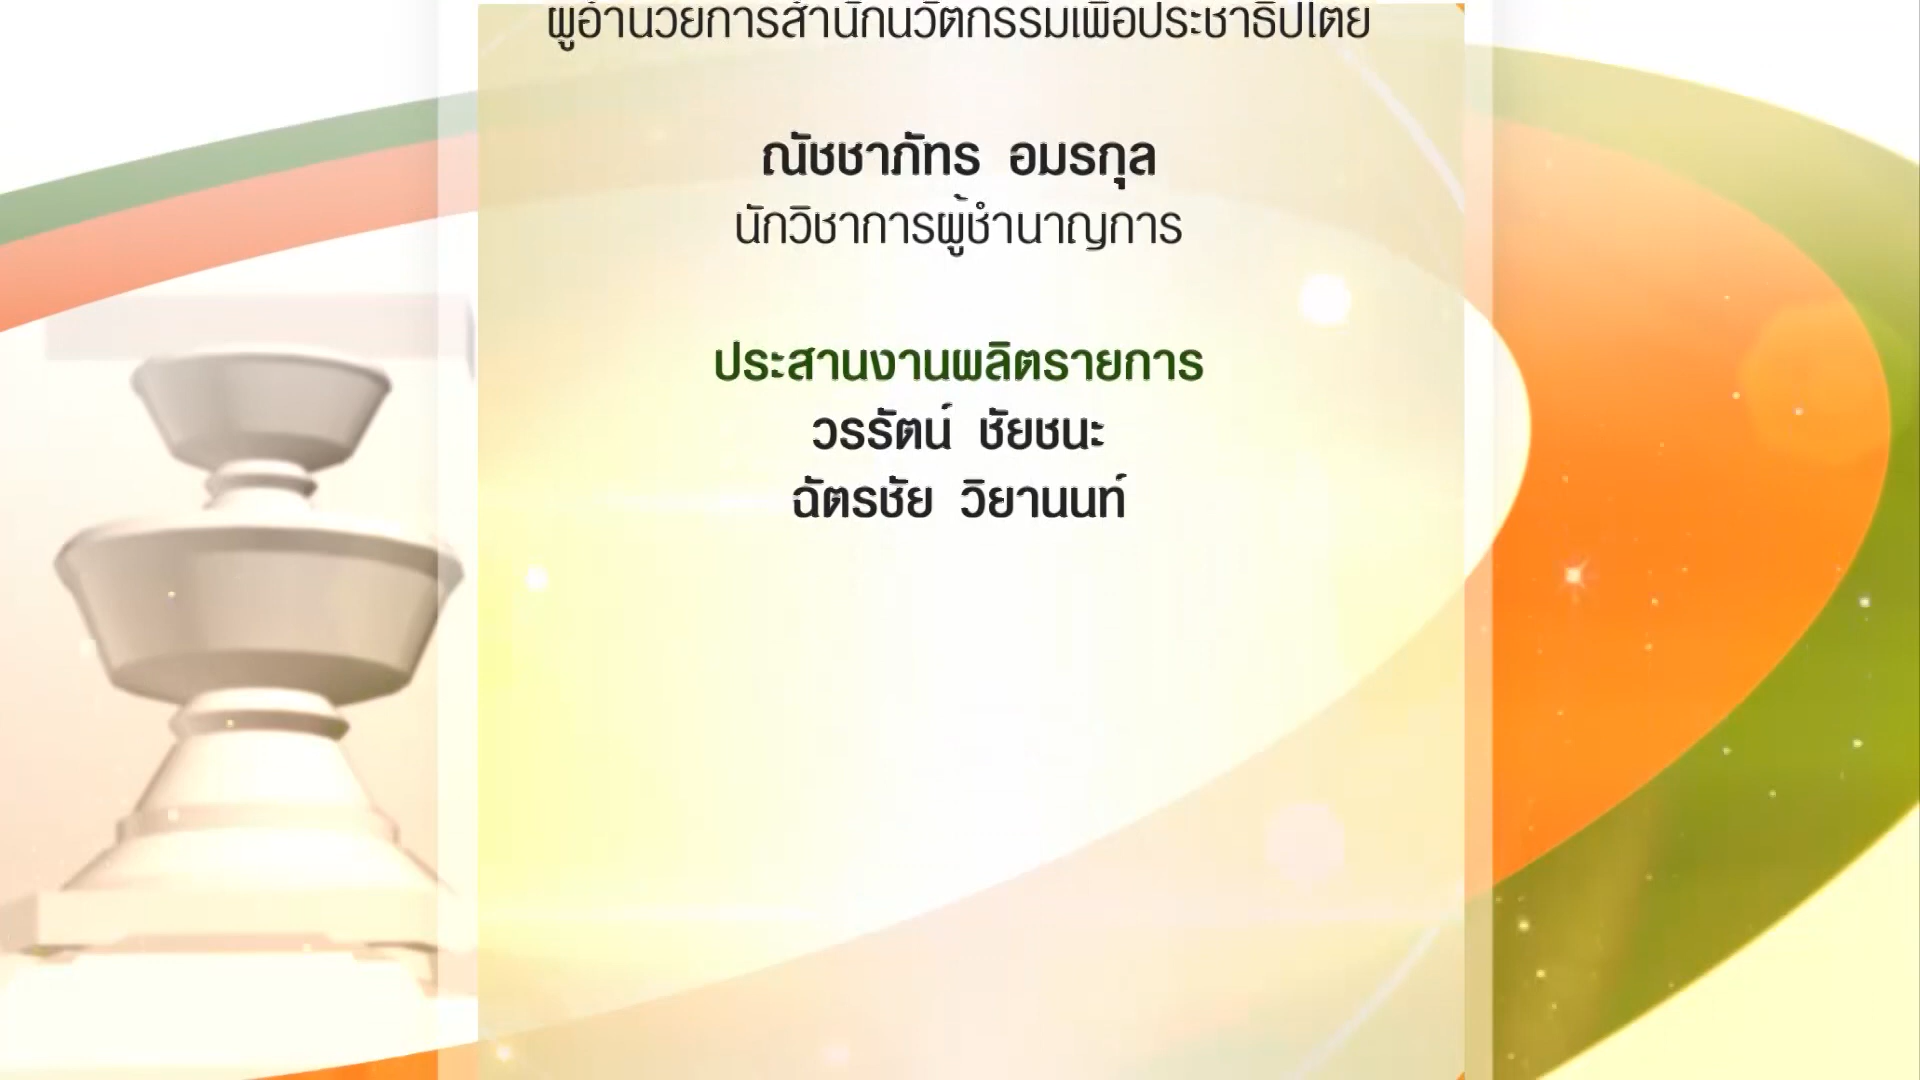 ผู้อำนวยการสำนักนวัตกรรมเพื่อประชาธิปไตย
ณัชชาภัทร อมรกุล
นักวิชาการผู้ชำนาญการ
ประสานงานผลิตรายการ
วรรัตน์ ชัยชนะ
ฉัตรชัย วิยานนท์